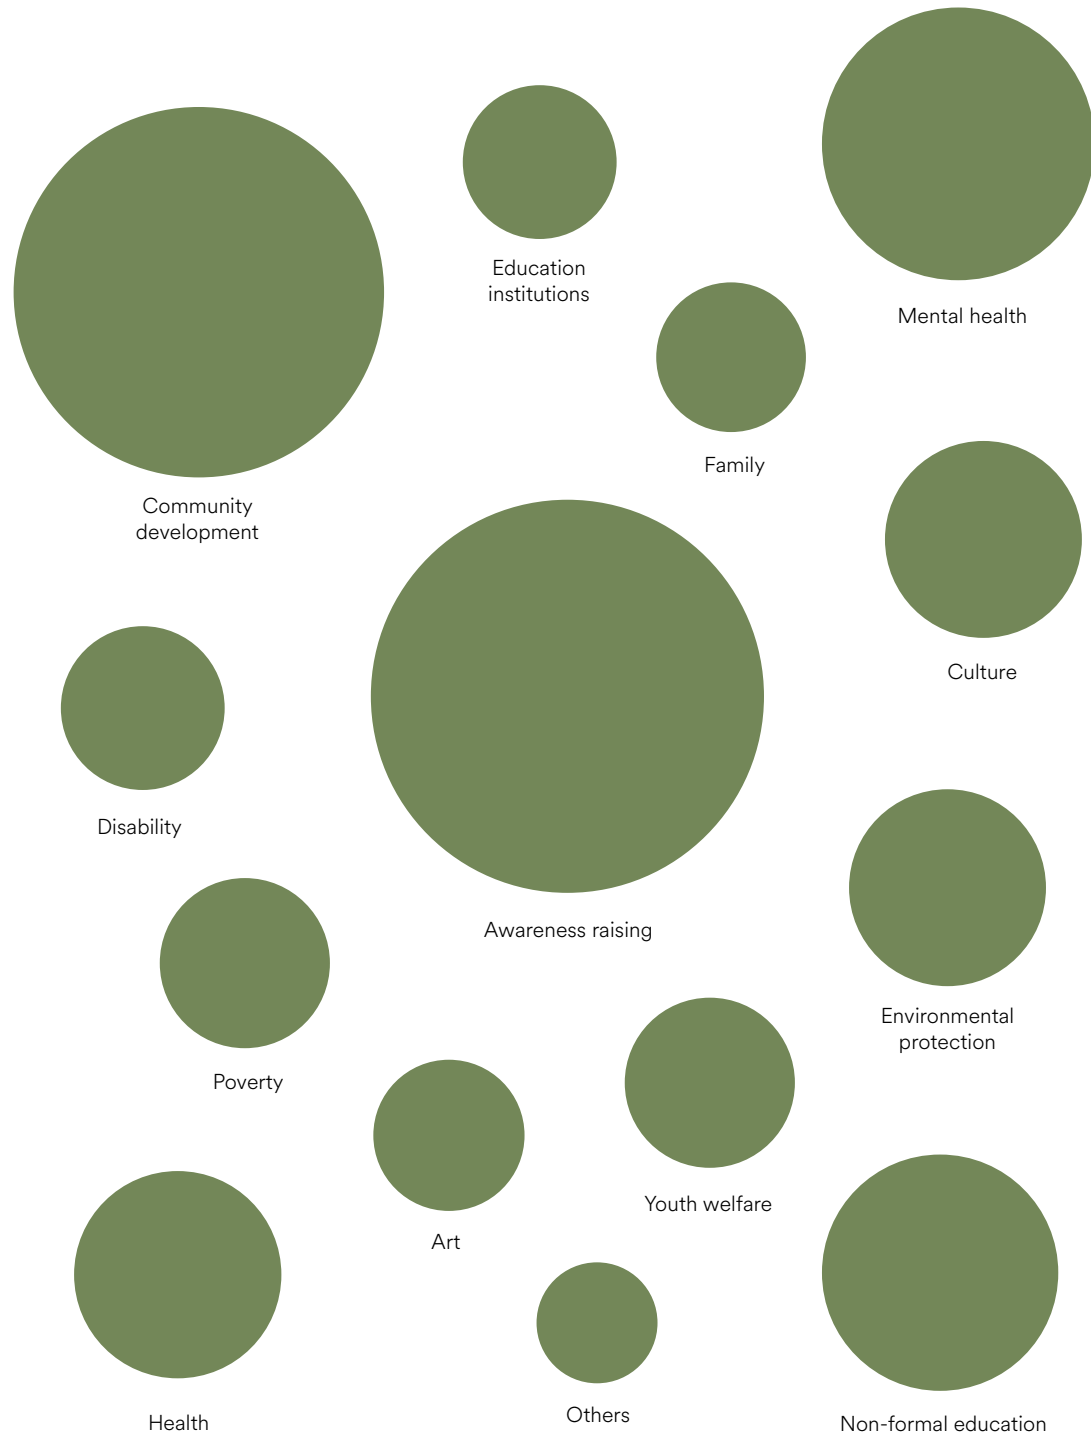 Education
institutions
Mental health
Family
Community
development
Culture
Disability
Awareness raising
Environmental
protection
Poverty
Youth welfare
Art
Health
Others
Non-formal education